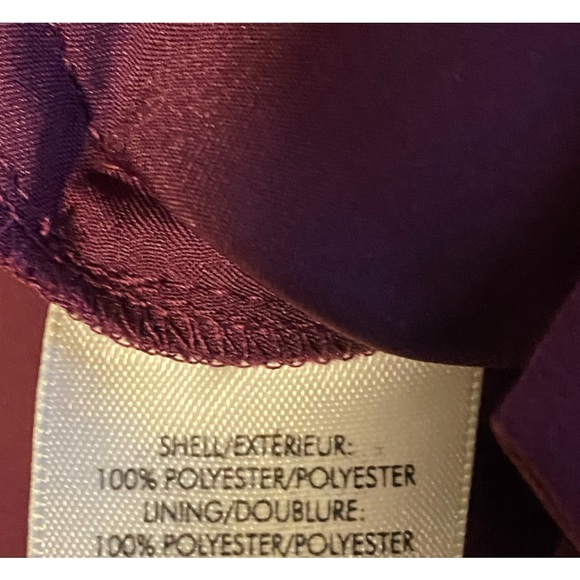 SHELL/EXTÉRIEUR:
100% POLYESTER/POLYESTER
LINING/DOUBLURE:
100% POLYESTER/POLYESTER